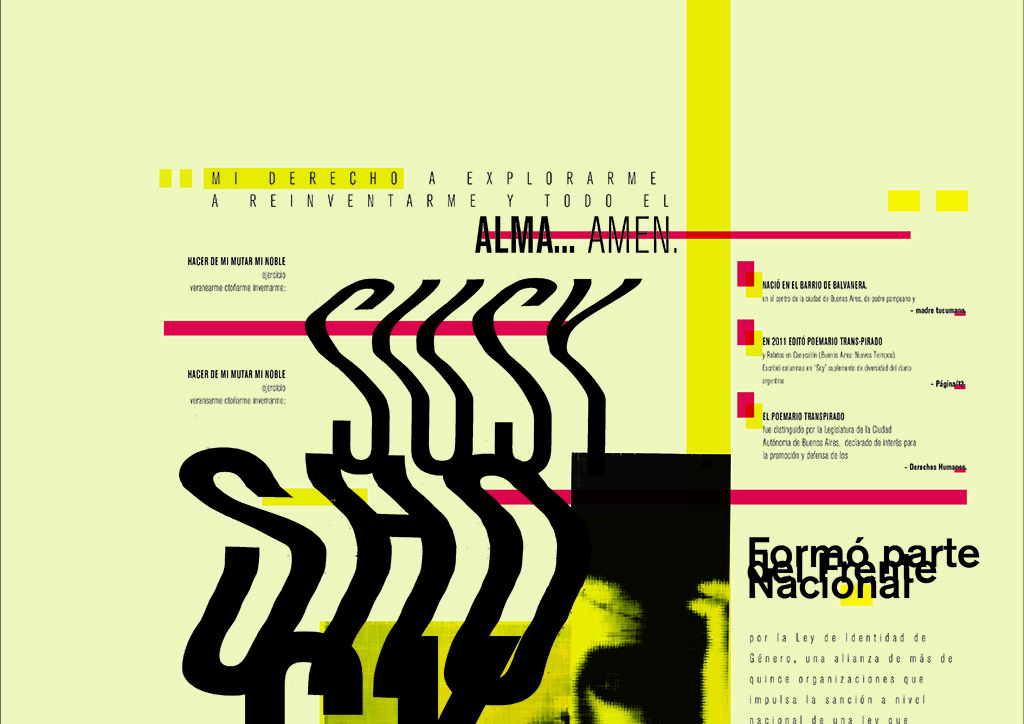 MI DERECHO A EXPLORARME
A REINVENTARME Y TODO EL
ALMA... AMEN.
HACER DE MI MUTAR MI NOBLE
ejercicio
veranearme otoñarme invernarme:
SUSY
HACER DE MI MUTAR MI NOBLE
ejercicio
veranearme otoñarme invernarme:
SHO
NACIÓ EN EL BARRIO DE BALVANERA,
en el centro de la ciudad de Buenos Aires, de padre pampeano y
- madre tucumana.
EN 2011 EDITÓ POEMARIO TRANS-PIRADO
y Relatos en Canecalón (Buenos Aires: Nuevos Tiempos).
Escribió columnas en "Soy" suplemento de diversidad del diario
argentino
- Página/12.
EL POEMARIO TRANSPIRADO
fue distinguido por la Legislatura de la Ciudad
Autónoma de Buenos Aires, declarado de interés para
la promoción y defensa de los
- Derechos Humanos.
Formó parte
del Frente
Nacional
por la Ley de Identidad de
Género, una alianza de más de
quince organizaciones que
impulsa la sanción a nivel
nacional de una ley que